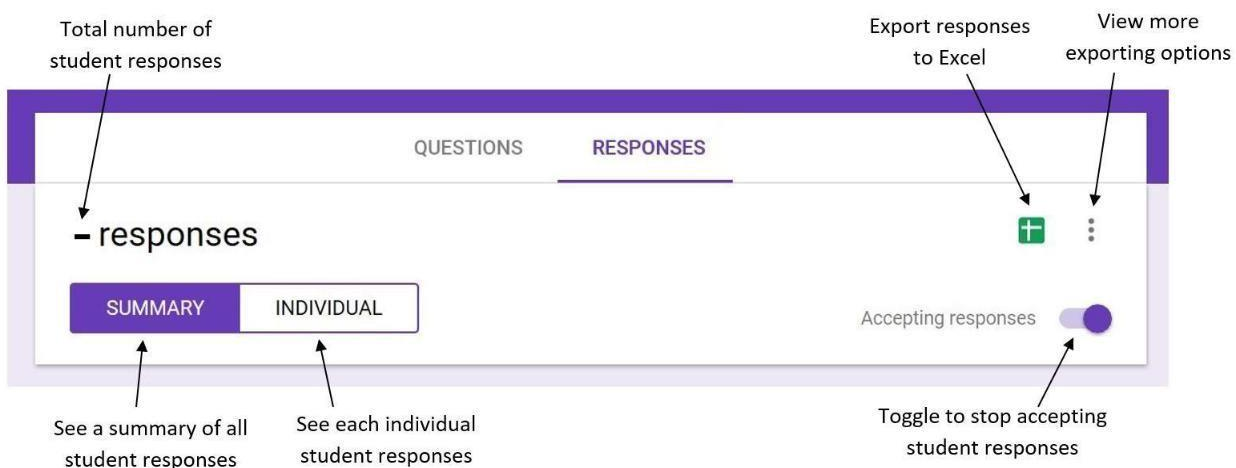 Total number of
student responses
Export responses
to Excel
View more
exporting options
QUESTIONS
RESPONSES
- responses
SUMMARY
INDIVIDUAL
Accepting responses
See a summary of all
student responses
See each individual
student responses
Toggle to stop accepting
student responses